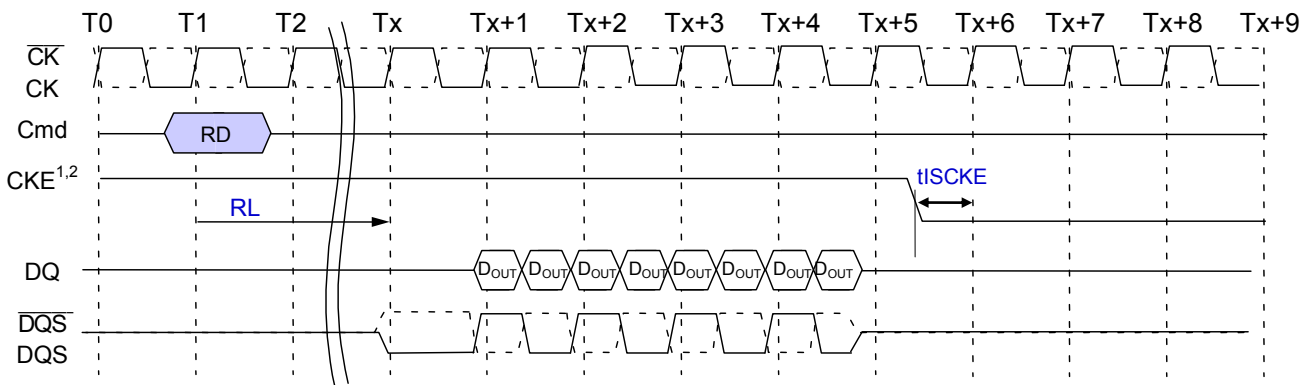 T0 T1 T2 Tx Tx+1 Tx+2 Tx+3 Tx+4 Tx+5 Tx+6 Tx+7 Tx+8 Tx+9
CK
CK
Cmd RD
CKE1,2 tISCKE
RL
DQ DOUT DOUT DOUT DOUT DOUT DOUT DOUT DOUT
DQS
DQS